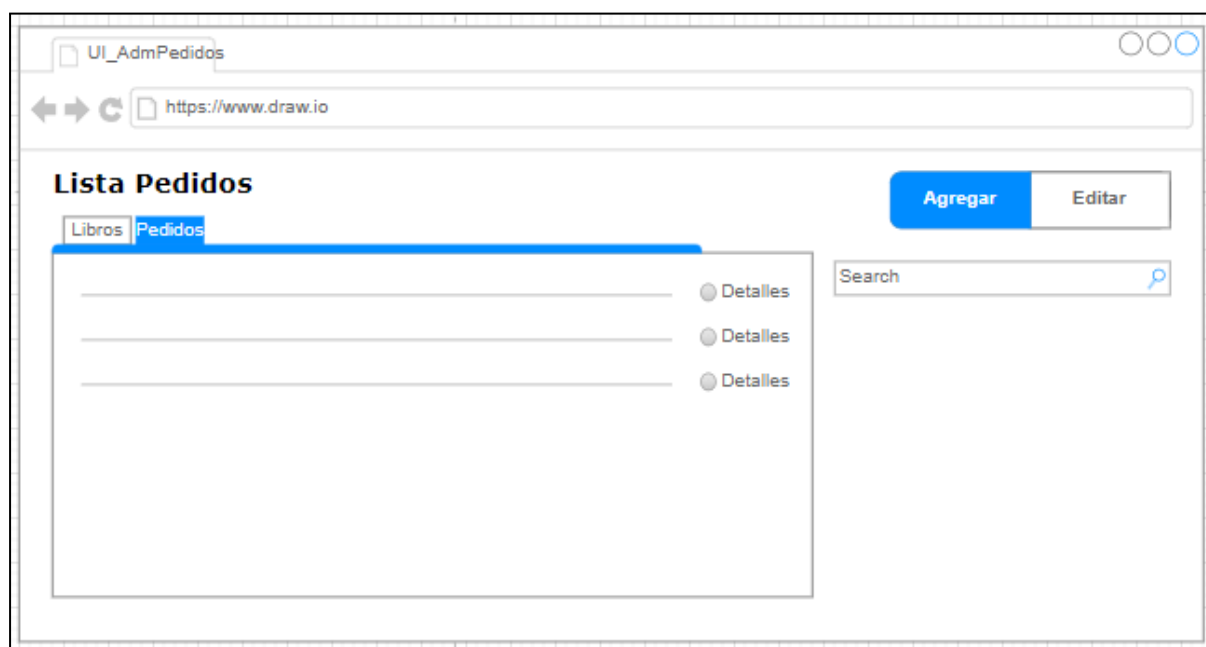 UI_AdmPedidos
https://www.draw.io
Lista Pedidos
Agregar
Editar
Libros
Pedidos
Search
Detalles
Detalles
Detalles